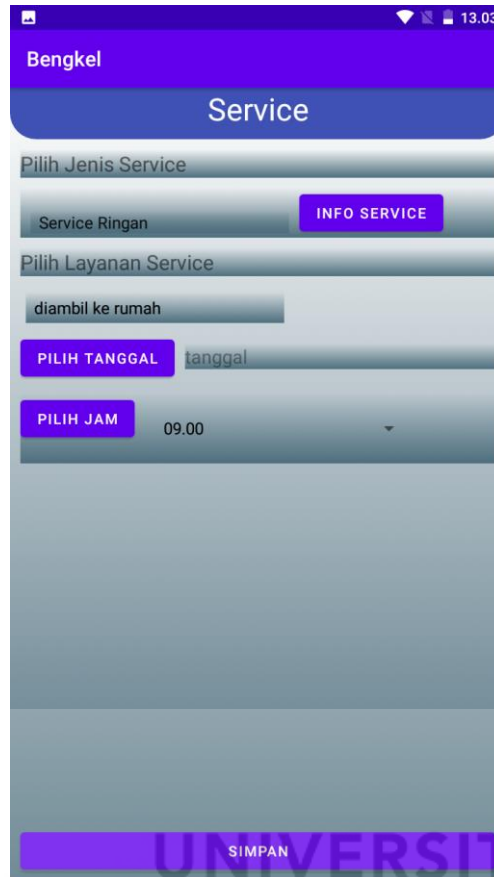 13.03
Bengkel
Service
Pilih Jenis Service
Service Ringan
INFO SERVICE
Pilih Layanan Service
diambil ke rumah
PILIH TANGGAL
tanggal
PILIH JAM
09.00
SIMPAN
UNIVERSIT